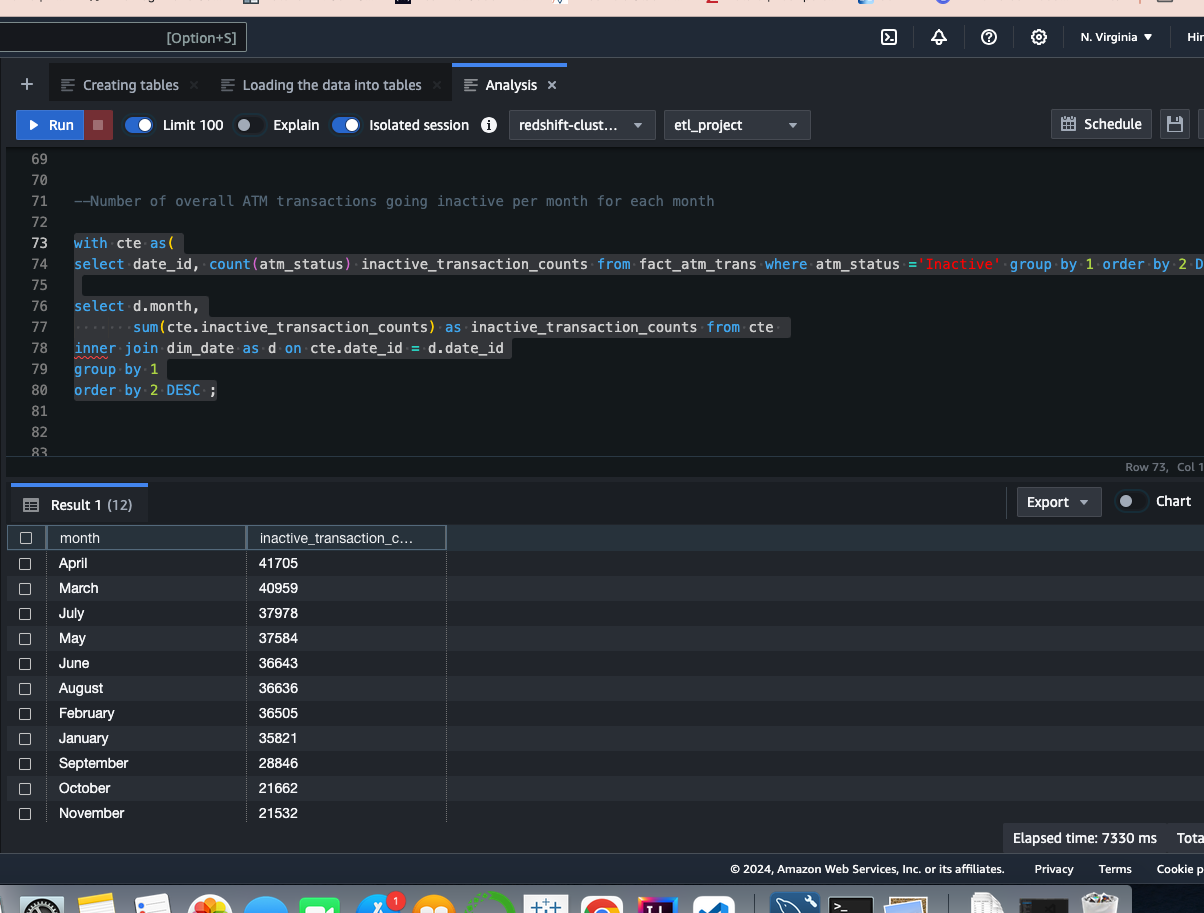 [Option+S]
N. Virginia
Creating tables
Loading the data into tables
Analysis
Run
Limit 100
Explain
Isolated session
redshift-clust...
etl_project
Schedule
69
70
71 --Number of overall ATM transactions going inactive per month for each month
72
73 with cte as(
74 select date_id, count(atm_status) inactive_transaction_counts from fact_atm_trans where atm_status ='Inactive' group by 1 order by 2 D
75
76 select d.month,
77 sum(cte.inactive_transaction_counts) as inactive_transaction_counts from cte
78 inner join dim_date as d on cte.date_id = d.date_id
79 group by 1
80 order by 2 DESC ;
81
82
83
Row 73, Col 1
Result 1 (12)
Export
Chart
month inactive_transaction_c...
April 41705
March 40959
July 37978
May 37584
June 36643
August 36636
February 36505
January 35821
September 28846
October 21662
November 21532
Elapsed time: 7330 ms
© 2024, Amazon Web Services, Inc. or its affiliates. Privacy Terms Cookie p
1